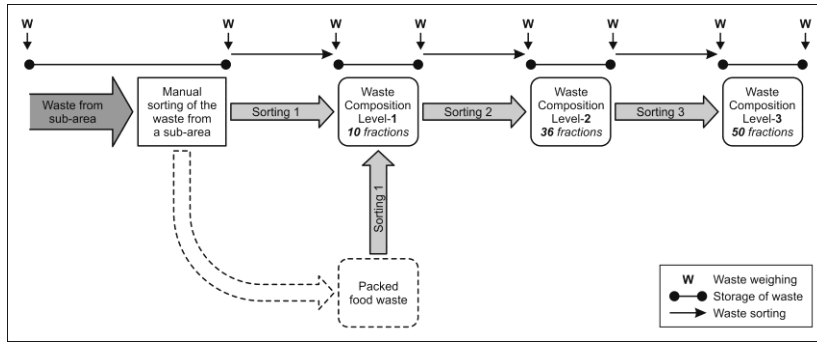 W W W W W W W W
Waste from
sub-area
Manual
sorting of the
waste from
a sub-area
Sorting 1
Waste
Composition
Level-1
10 fractions
Sorting 2
Waste
Composition
Level-2
36 fractions
Sorting 3
Waste
Composition
Level-3
50 fractions
Sorting 1
Packed
food waste
W Waste weighing
Storage of waste
Waste sorting